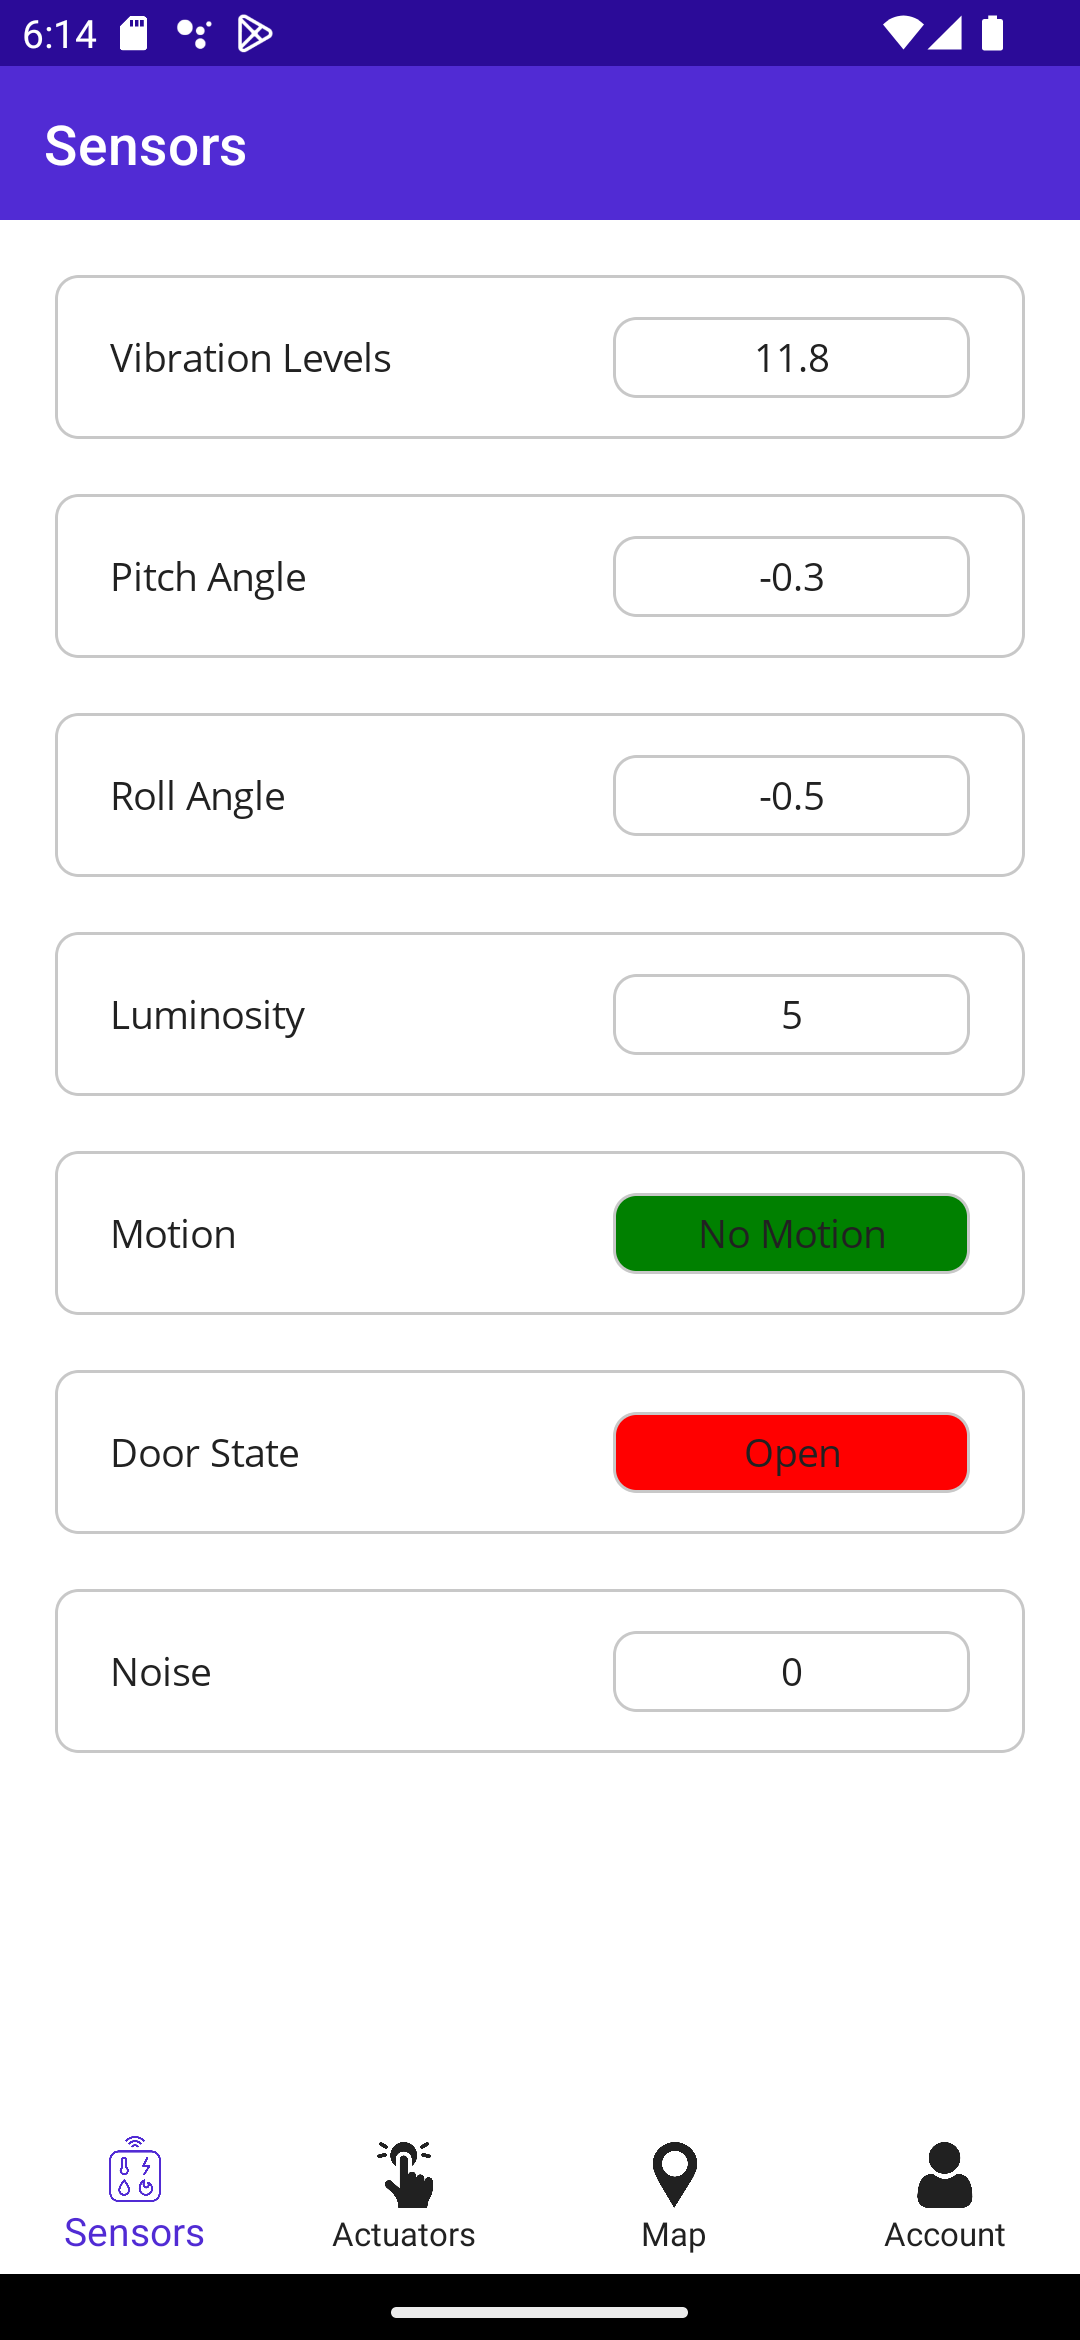 6:14
Sensors
Vibration Levels 11.8
Pitch Angle -0.3
Roll Angle -0.5
Luminosity 5
Motion No Motion
Door State Open
Noise 0
Sensors Actuators Map Account